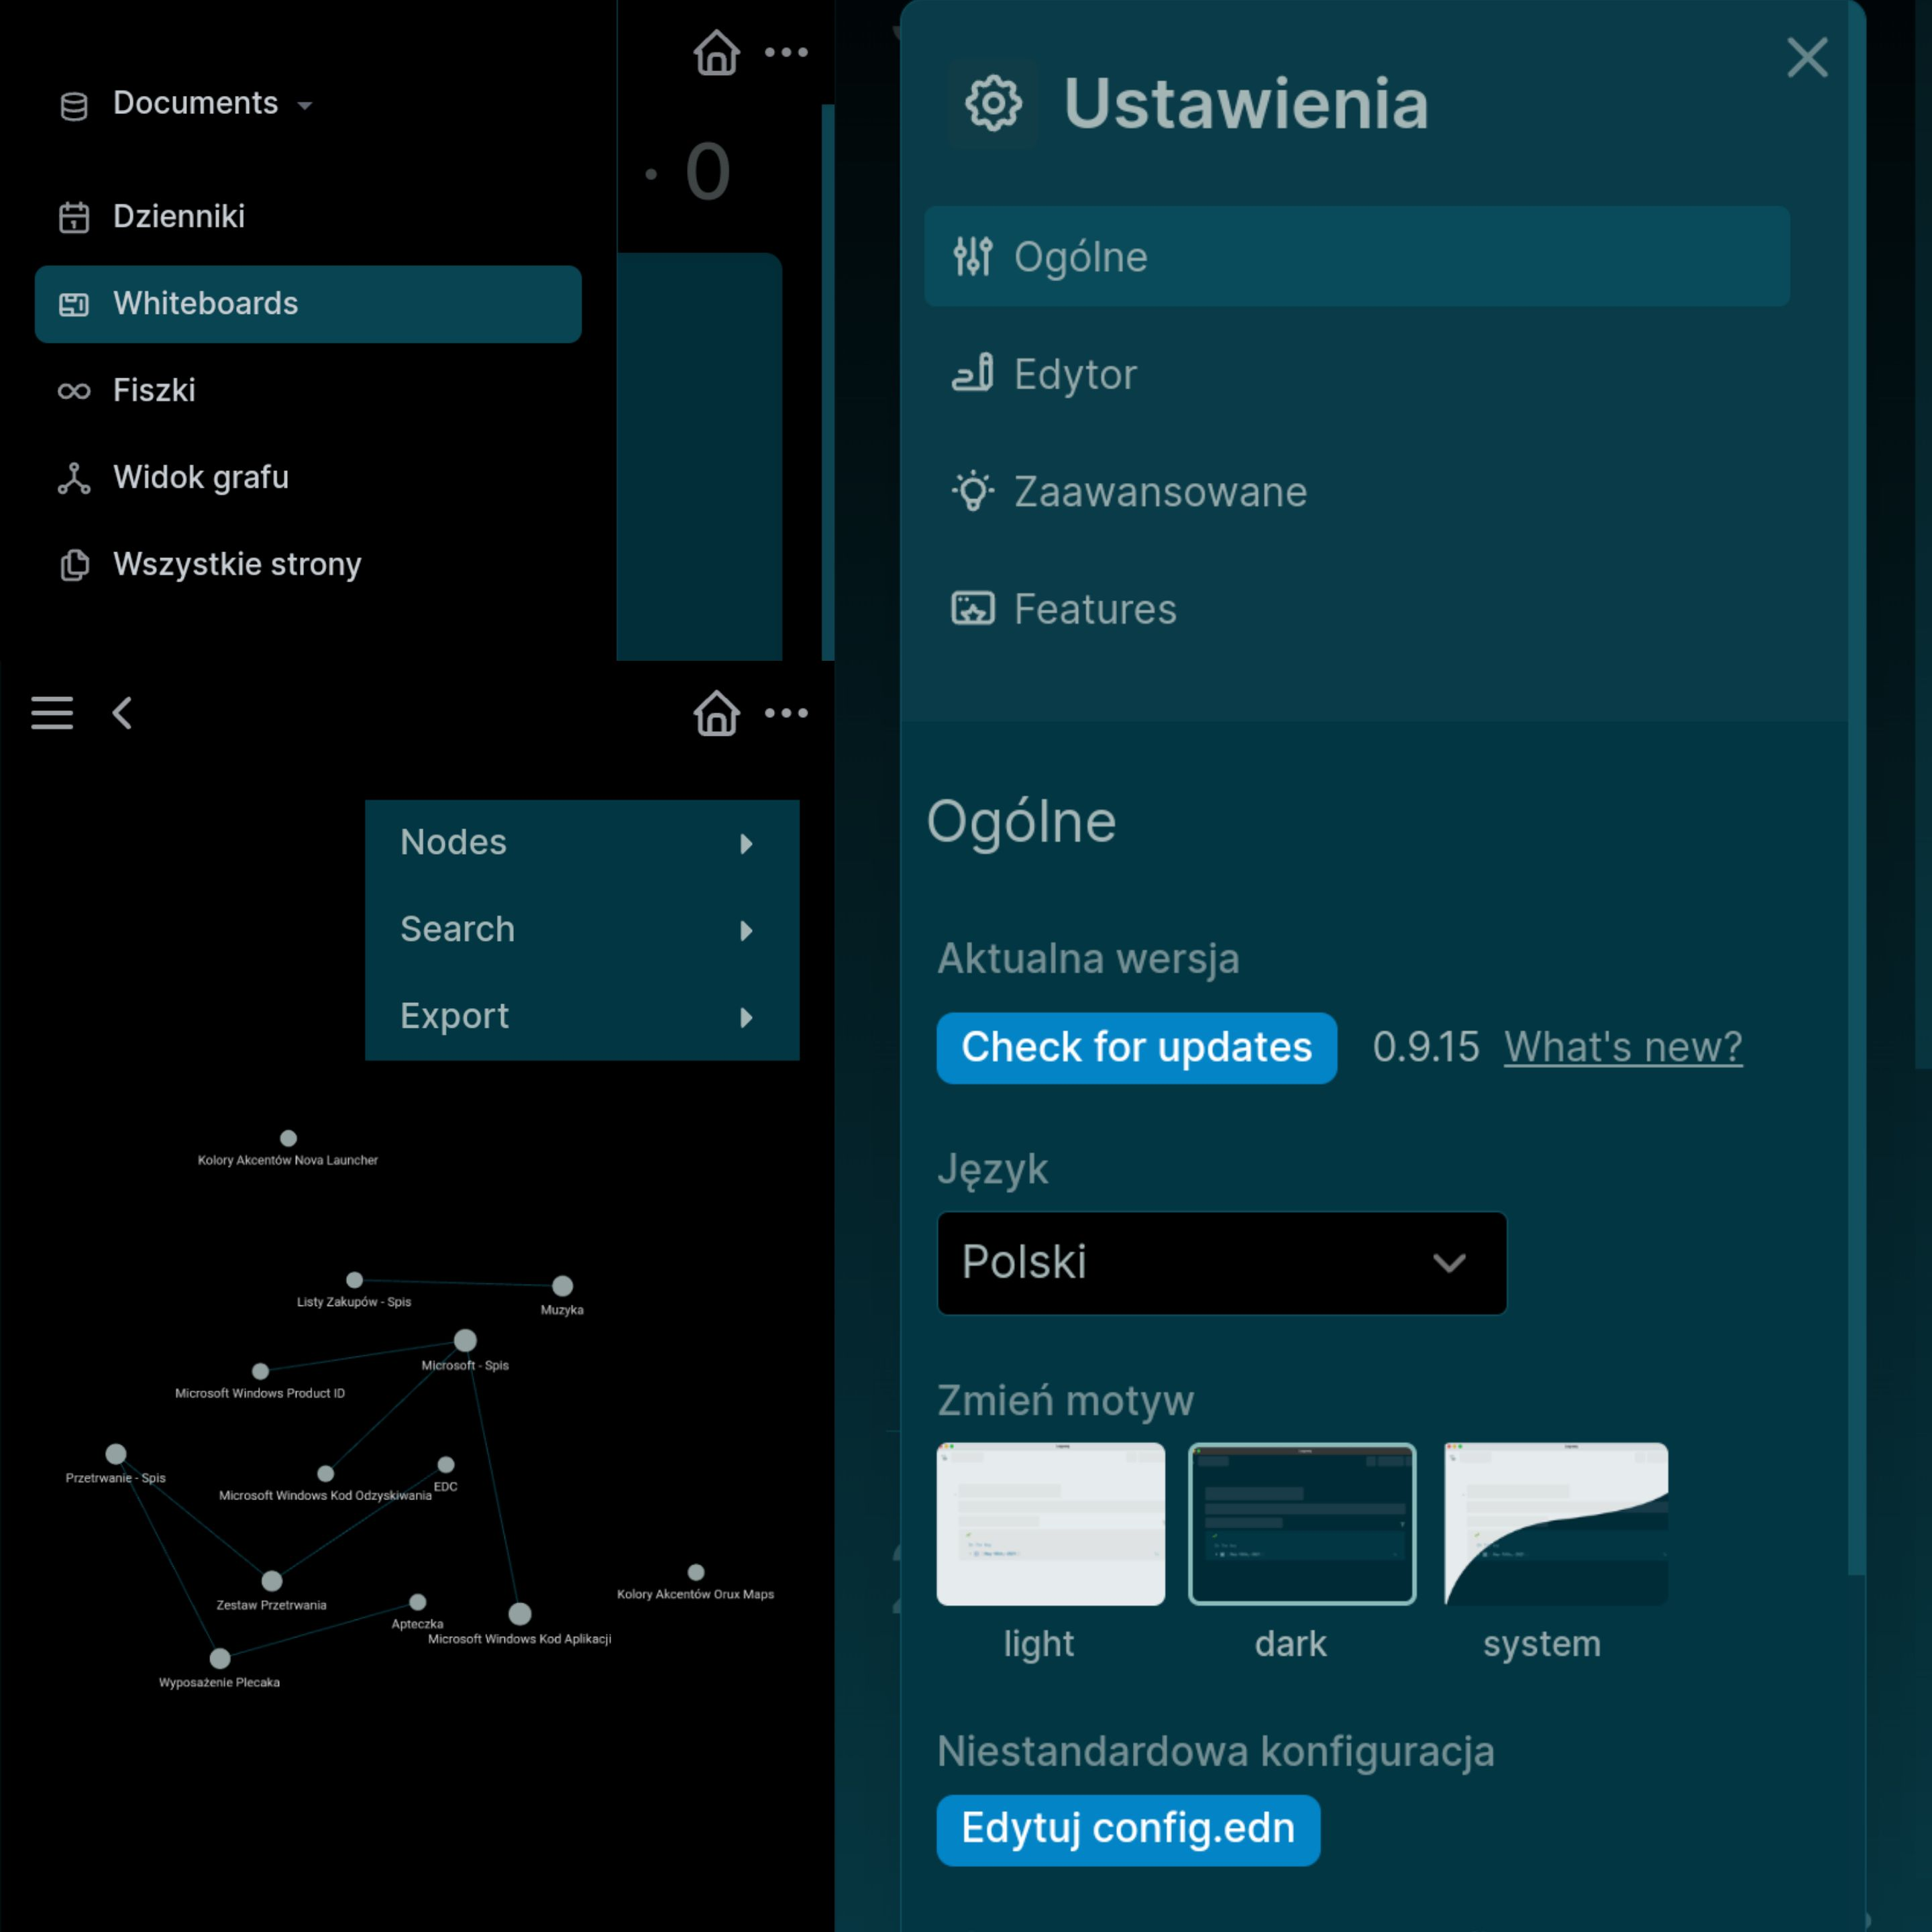 Documents
· 0
Dzienniki
Whiteboards
Fiszki
Widok grafu
Wszystkie strony
Nodes
Search
Export
Kolory Akcentów Nova Launcher
Listy Zakupów - Spis
Muzyka
Microsoft - Spis
Microsoft Windows Product ID
Przetrwanie - Spis
EDC
Microsoft Windows Kod Odzyskiwania
Kolory Akcentów Orux Maps
Zestaw Przetrwania
Apteczka
Microsoft Windows Kod Aplikacji
Wyposażenie Plecaka
Ustawienia
Ogólne
Edytor
Zaawansowane
Features
Ogólne
Aktualna wersja
Check for updates 0.9.15 What's new?
Język
Polski
Zmień motyw
light dark system
Niestandardowa konfiguracja
Edytuj config.edn